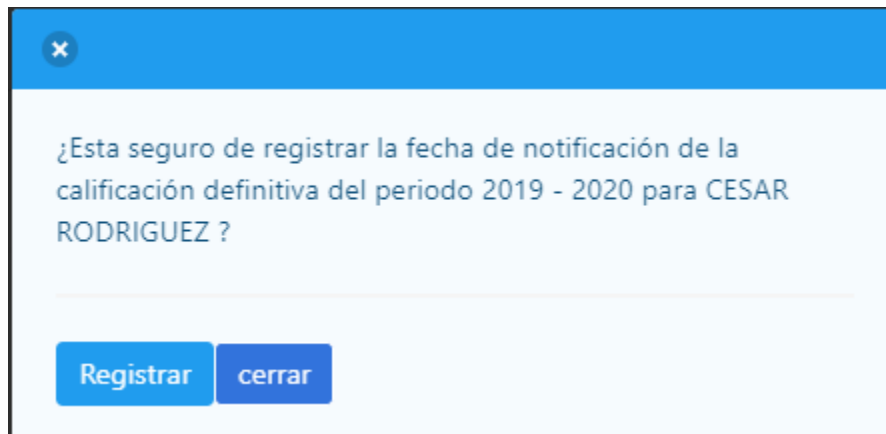 ¿Esta seguro de registrar la fecha de notificación de la
calificación definitiva del periodo 2019 - 2020 para CESAR
RODRIGUEZ ?
Registrar cerrar